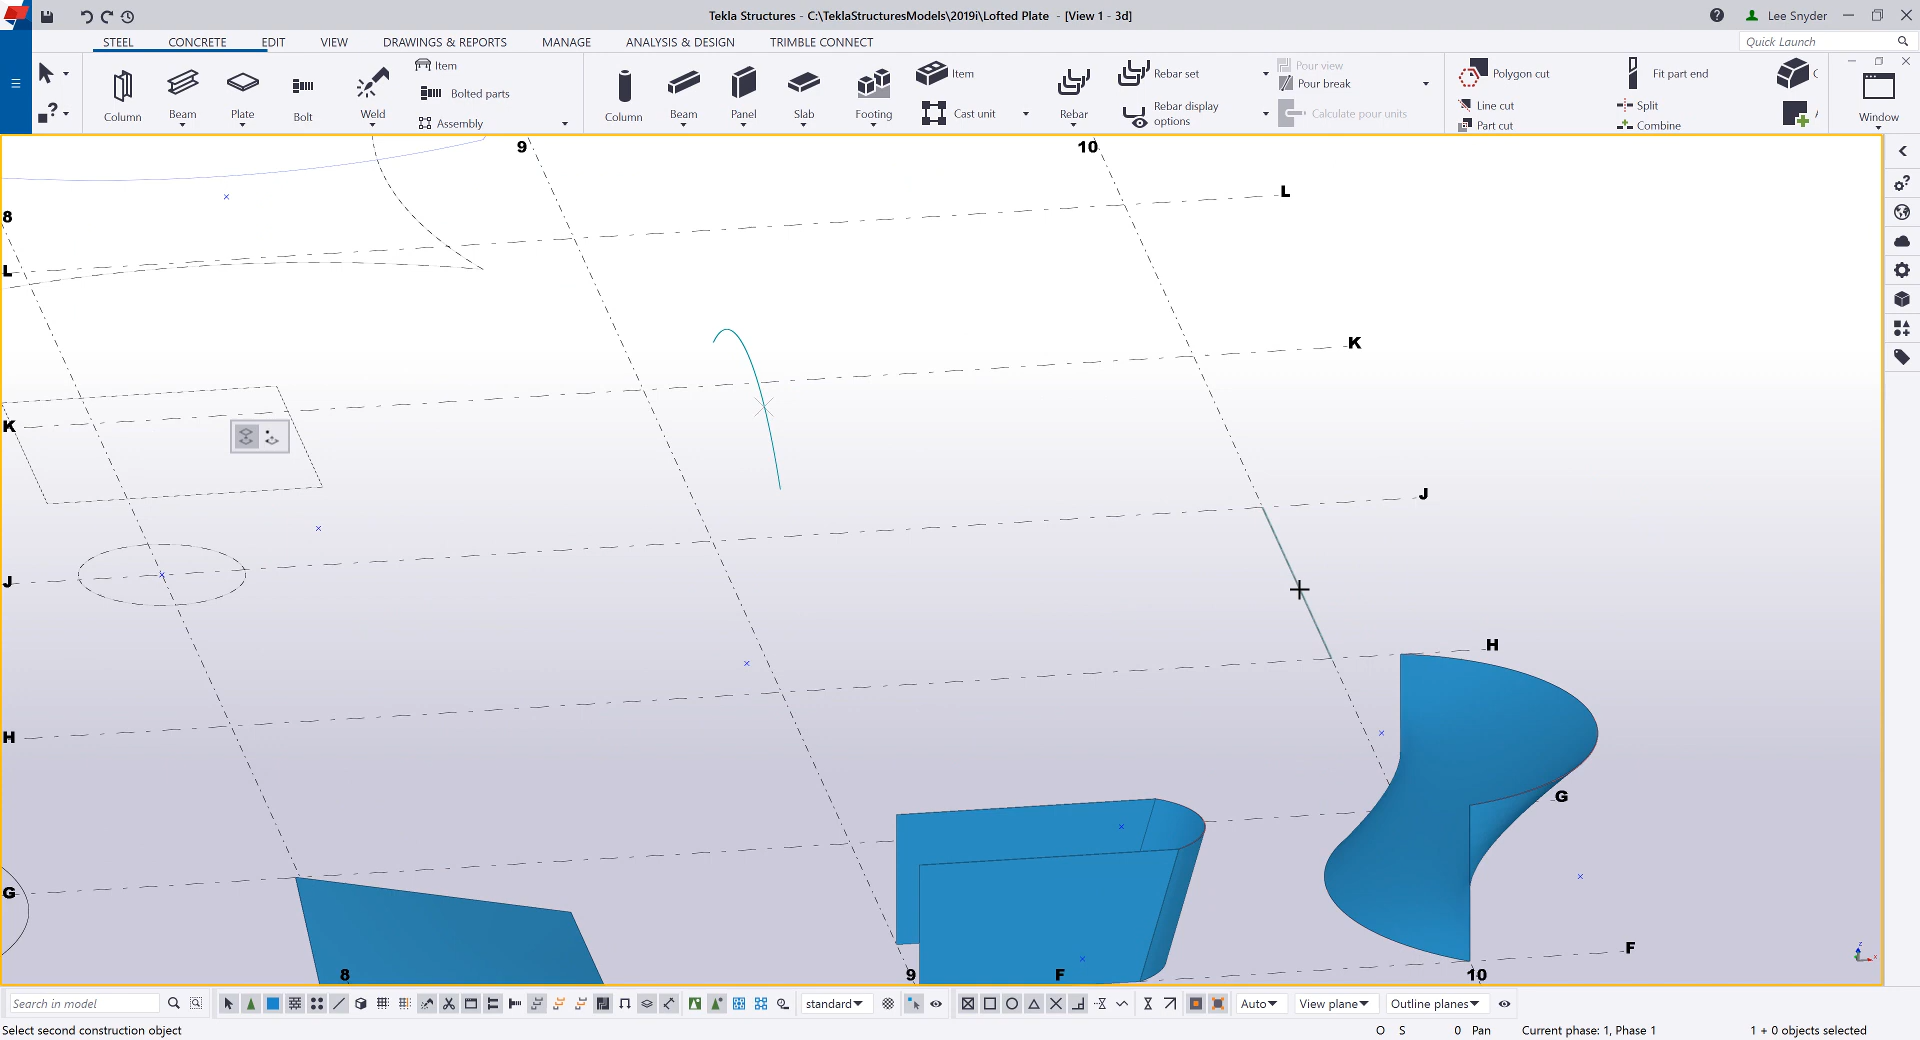 Tekla Structures - C:\TeklaStructuresModels\2019i\Lofted Plate - [View 1 - 3d]
Lee Snyder
STEEL CONCRETE EDIT VIEW DRAWINGS & REPORTS MANAGE ANALYSIS & DESIGN TRIMBLE CONNECT
Quick Launch
Column
Beam
Plate
Bolt
Weld
Item
Bolted parts
Assembly
Column
Beam
Panel
Slab
Footing
Item
Cast unit
Rebar
Rebar set
Rebar display
options
Pour view
Pour break
Calculate pour units
Polygon cut
Line cut
Part cut
Fit part end
Split
Combine
Window
9
10
L
8
L
K
K
J
J
H
H
G
G
F
8
9
F
10
Search in model
standard
Auto
View plane
Outline planes
Select second construction object
O S 0 Pan Current phase: 1, Phase 1 1 + 0 objects selected